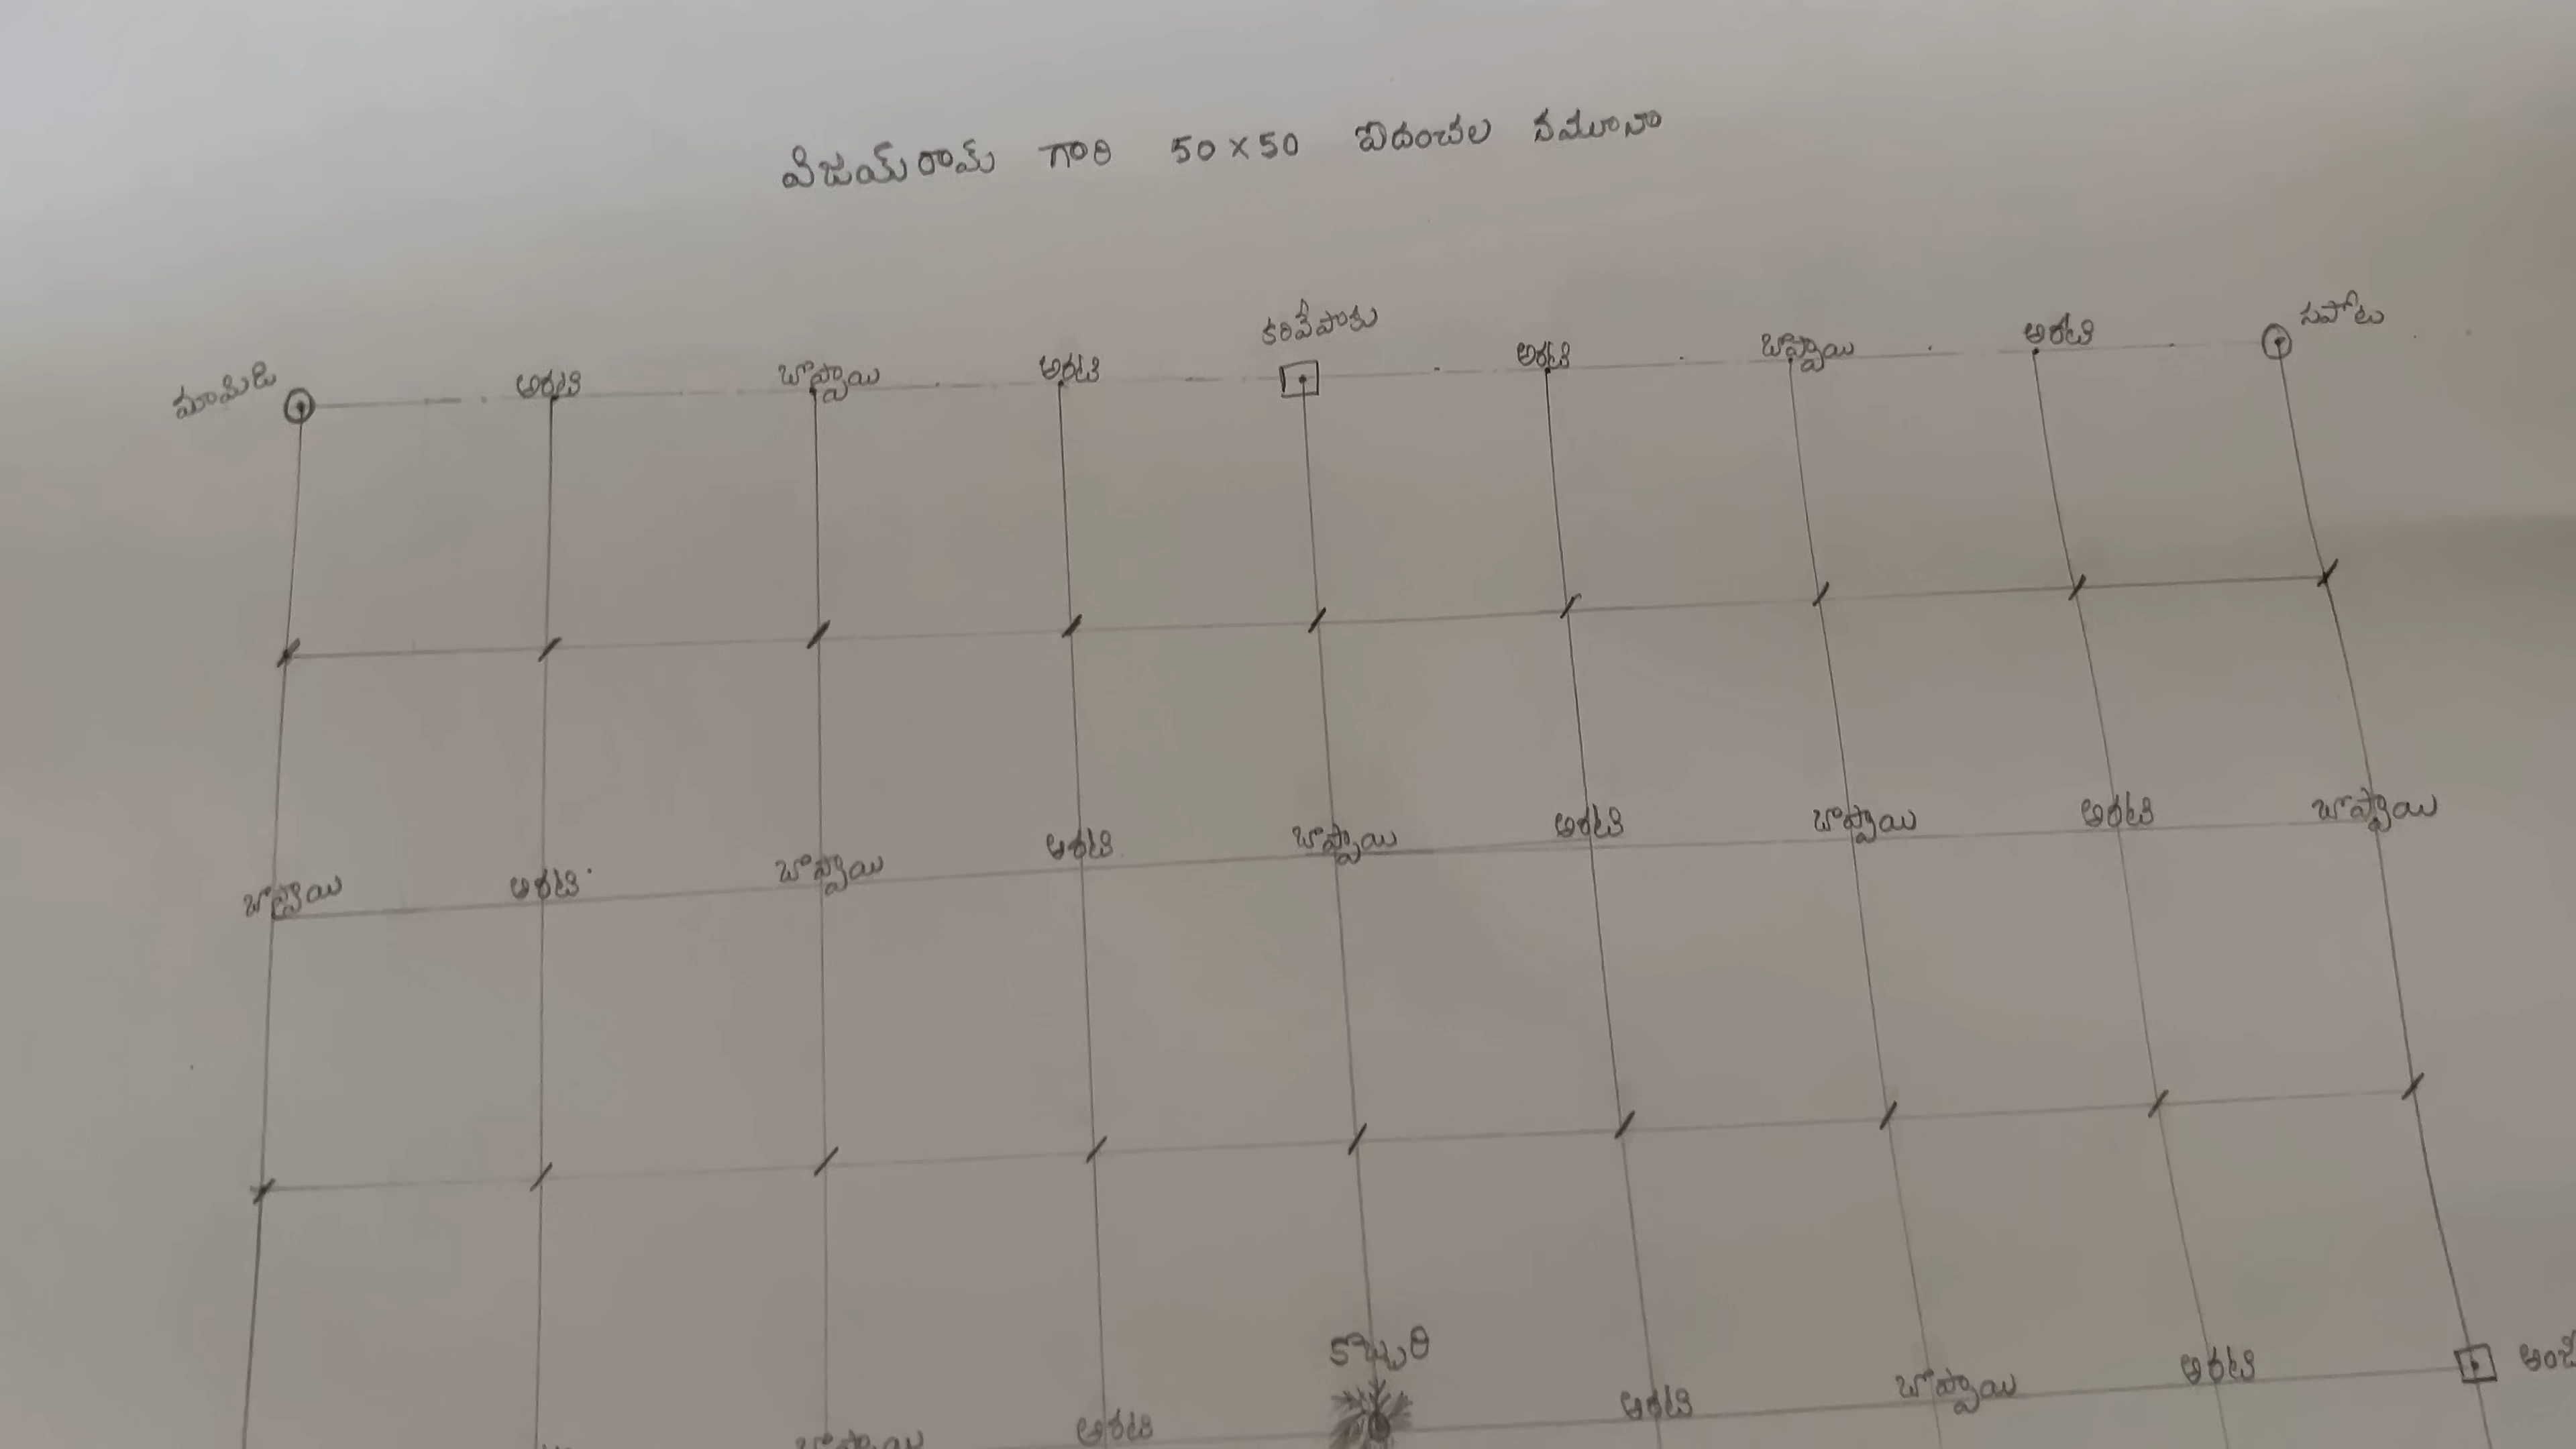 విజయ్ రామ్ గారి 50 x 50 ఐదంచల నమూనా
మామిడి అరటి బొప్పాయి అరటి కరివేపాకు అరటి బొప్పాయి అరటి సపోట
బొప్పాయి అరటి బొప్పాయి అరటి బొప్పాయి అరటి బొప్పాయి అరటి బొప్పాయి
కొబ్బరి
బొప్పాయి అరటి అరటి బొప్పాయి అరటి